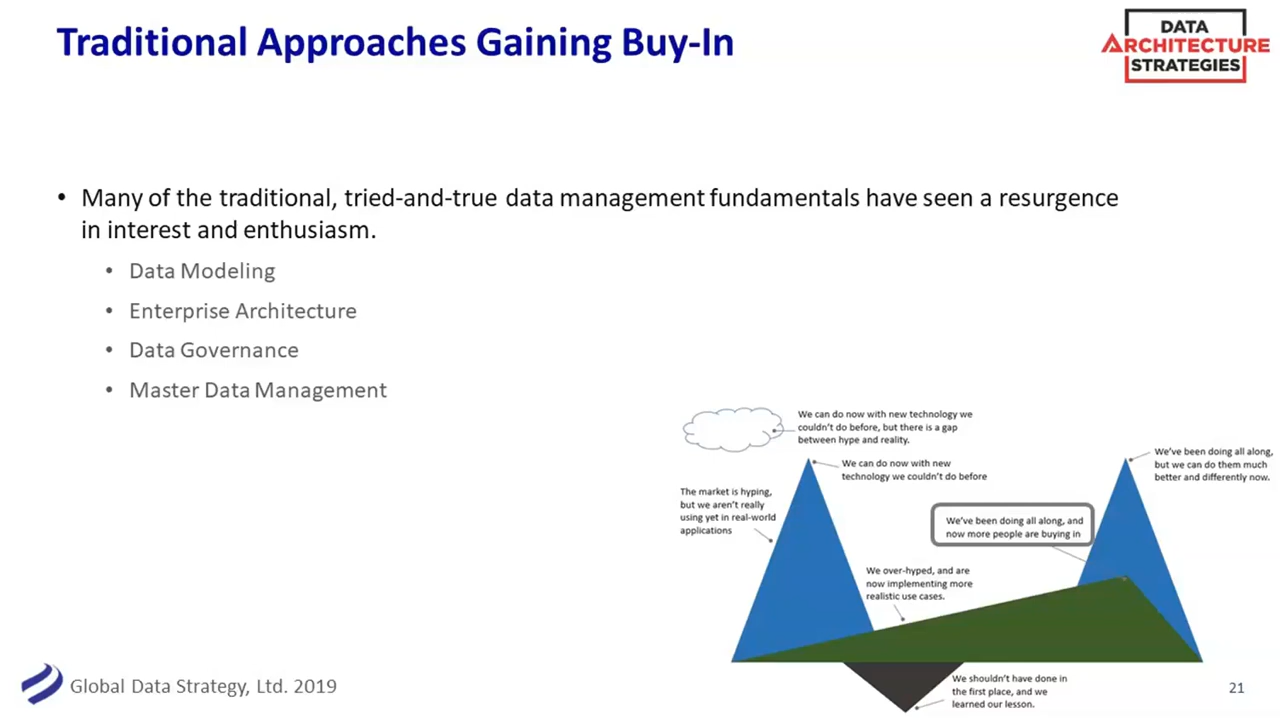 Traditional Approaches Gaining Buy-In
DATA
ARCHITECTURE
STRATEGIES
• Many of the traditional, tried-and-true data management fundamentals have seen a resurgence
in interest and enthusiasm.
• Data Modeling
• Enterprise Architecture
• Data Governance
• Master Data Management
We can do now with new technology we
couldn't do before, but there is a gap
between hype and reality.
We can do now with new
technology we couldn't do before
The market is hyping,
but we aren't really
using yet in real-world
applications
We over-hyped, and are
now implementing more
realistic use cases.
We've been doing all along, and
now more people are buying in
We've been doing all along,
but we can do them much
better and differently now.
We shouldn't have done in
the first place, and we
learned our lesson.
Global Data Strategy, Ltd. 2019
21